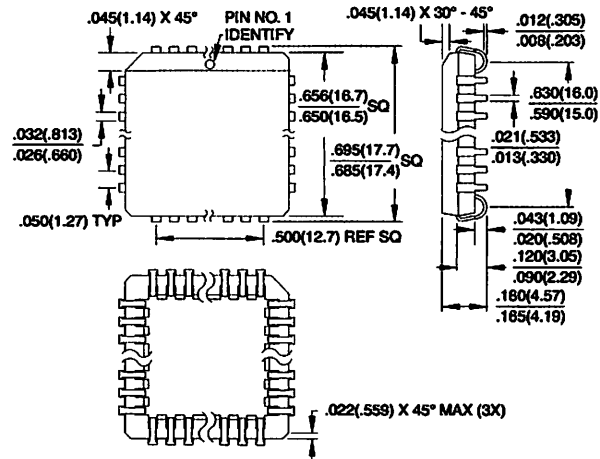 .045(1.14) X 45°
PIN NO. 1
IDENTIFY
.045(1.14) X 30° - 45°
.012(.305)
.008(.203)
.656(16.7)
.650(16.5)
SQ
.630(16.0)
.590(15.0)
.032(.813)
.026(.660)
.021(.533)
.013(.330)
.695(17.7)
.685(17.4)
SQ
.050(1.27) TYP
.500(12.7) REF SQ
.043(1.09)
.020(.508)
.120(3.05)
.090(2.29)
.180(4.57)
.165(4.19)
.022(.559) X 45° MAX (3X)